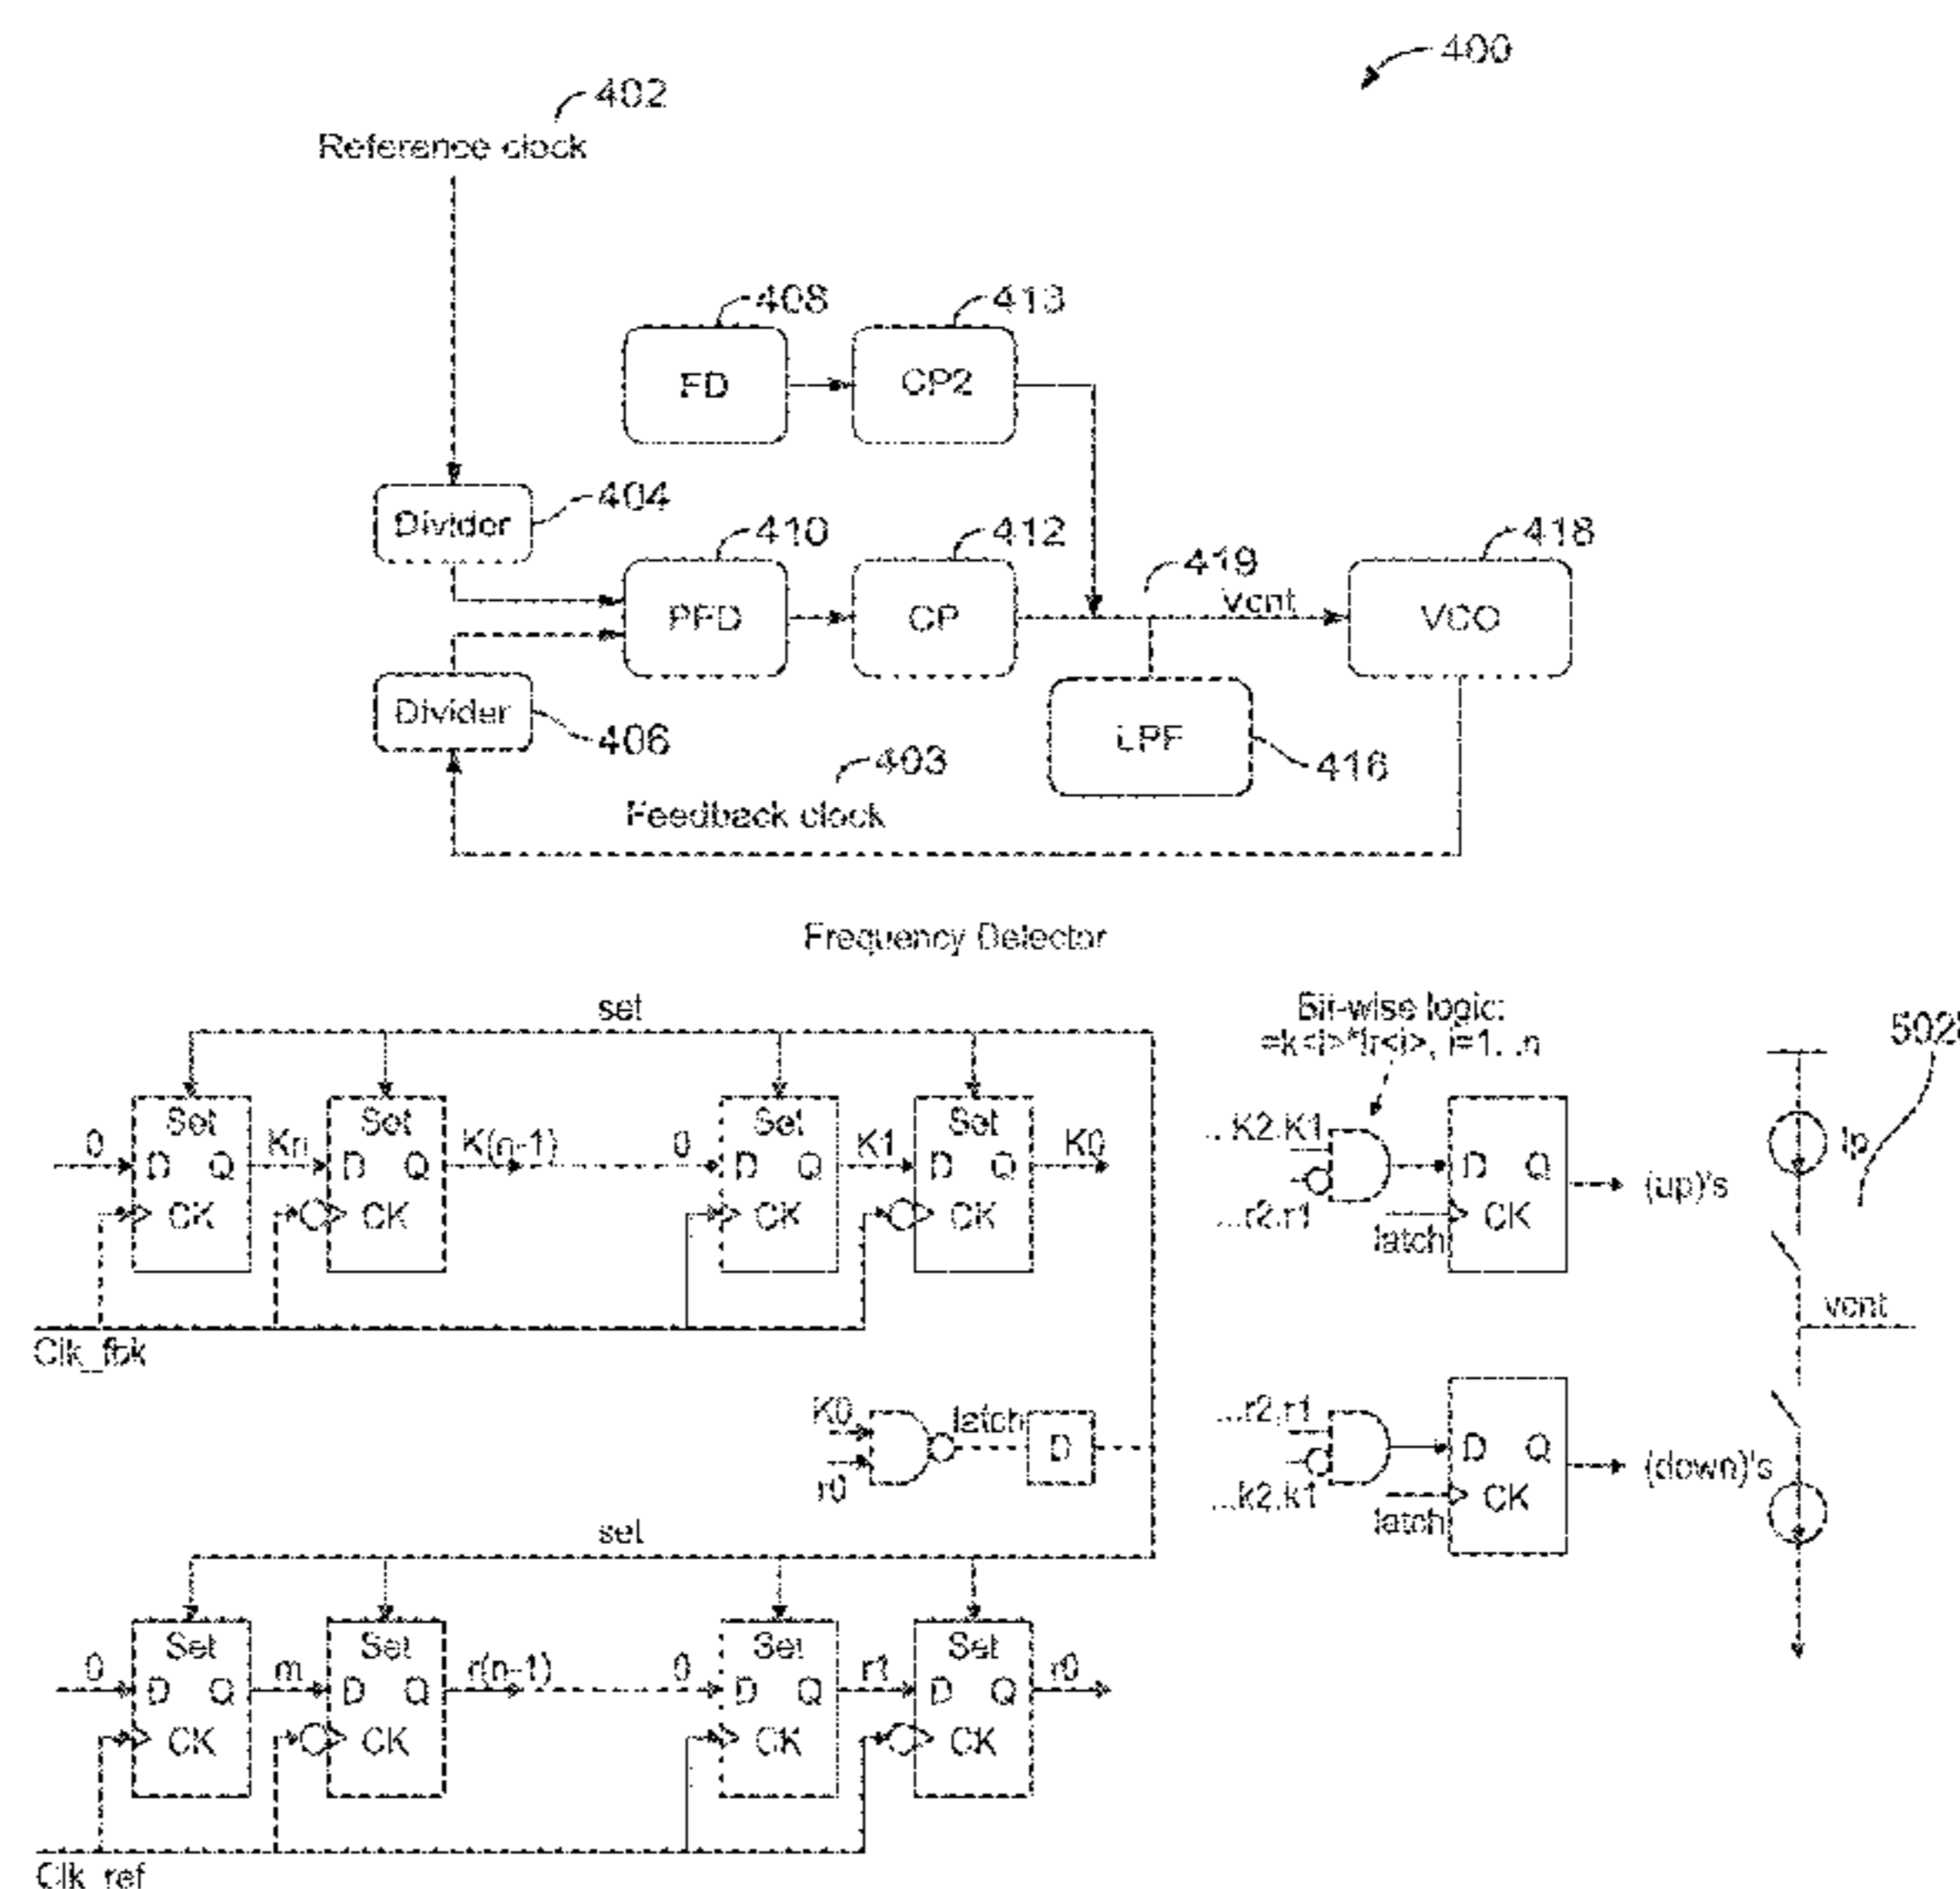 400
402
Reference clock
408
413
FD
CP2
404
Divider
410
412
419
418
PFD
CP
Vcnt
VCO
Divider
406
LPF
416
403
Feedback clock
Frequency Detector
set
Bit-wise logic:
=k<i>*!r<i>, i=1...n
502
Set
Set
Set
Set
0
D
Q
Kn
D
Q
K(n-1)
0
D
Q
K1
D
Q
K0
CK
CK
CK
CK
Clk_fbk
...K2,K1
...r2,r1
latch
D
Q
CK
(up)'s
Ip
vcnt
K0
r0
latch
D
...r2,r1
...k2,k1
latch
D
Q
CK
(down)'s
set
Set
Set
Set
Set
0
D
Q
rn
D
Q
r(n-1)
0
D
Q
r1
D
Q
r0
CK
CK
CK
CK
Clk_ref